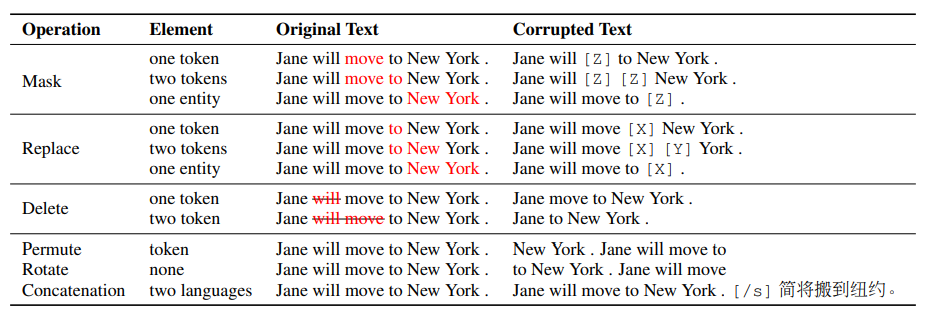 Operation Element Original Text Corrupted Text
Mask one token Jane will move to New York . Jane will [Z] to New York .
two tokens Jane will move to New York . Jane will [Z] [Z] New York .
one entity Jane will move to New York . Jane will move to [Z] .
Replace one token Jane will move to New York . Jane will move [X] New York .
two tokens Jane will move to New York . Jane will move [X] [Y] York .
one entity Jane will move to New York . Jane will move to [X] .
Delete one token Jane will move to New York . Jane move to New York .
two token Jane will move to New York . Jane to New York .
Permute token Jane will move to New York . New York . Jane will move to
Rotate none Jane will move to New York . to New York . Jane will move
Concatenation two languages Jane will move to New York . Jane will move to New York . [/s] 简将搬到纽约。